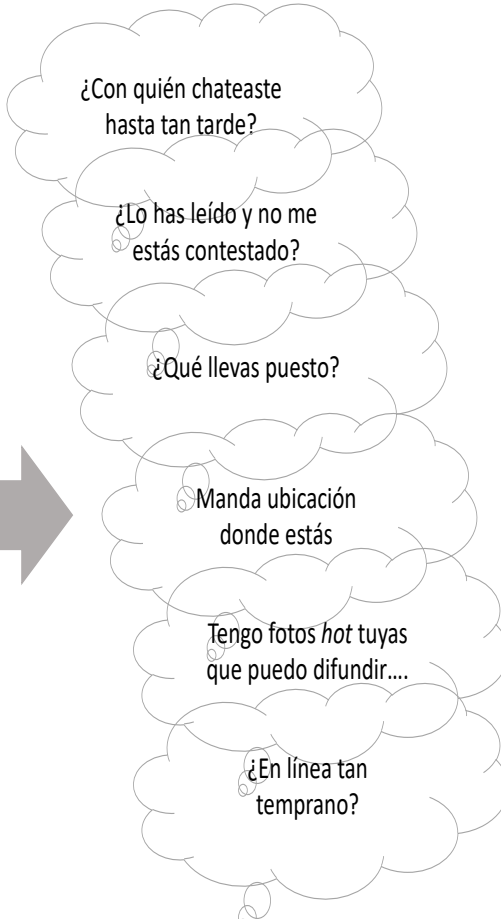 ¿Con quién chateaste
hasta tan tarde?
¿Lo has leído y no me
estás contestado?
¿Qué llevas puesto?
Manda ubicación
donde estás
Tengo fotos hot tuyas
que puedo difundir....
¿En línea tan
temprano?